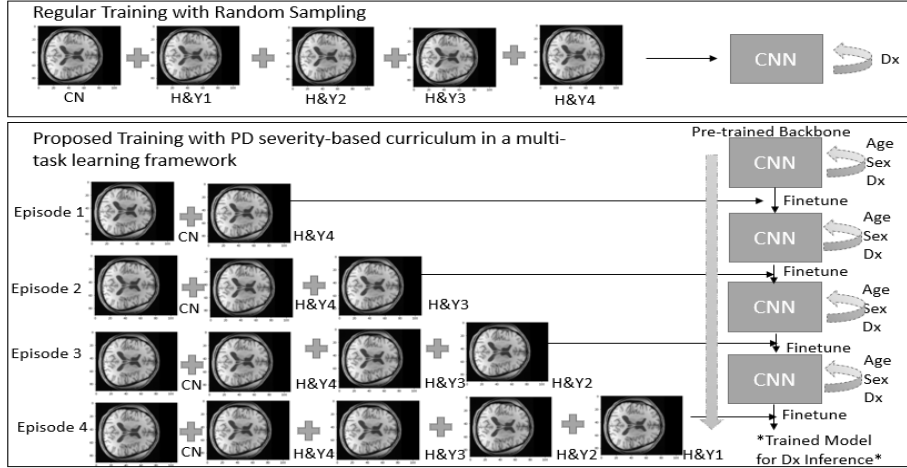 Regular Training with Random Sampling
CN
H&Y1
H&Y2
H&Y3
H&Y4
CNN
Dx
Proposed Training with PD severity-based curriculum in a multi-
task learning framework
Pre-trained Backbone
CNN
Age
Sex
Dx
Finetune
Episode 1
CN
H&Y4
CNN
Age
Sex
Dx
Finetune
Episode 2
CN
H&Y4
H&Y3
CNN
Age
Sex
Dx
Finetune
Episode 3
CN
H&Y4
H&Y3
H&Y2
CNN
Age
Sex
Dx
Finetune
Episode 4
CN
H&Y4
H&Y3
H&Y2
H&Y1
*Trained Model
for Dx Inference*